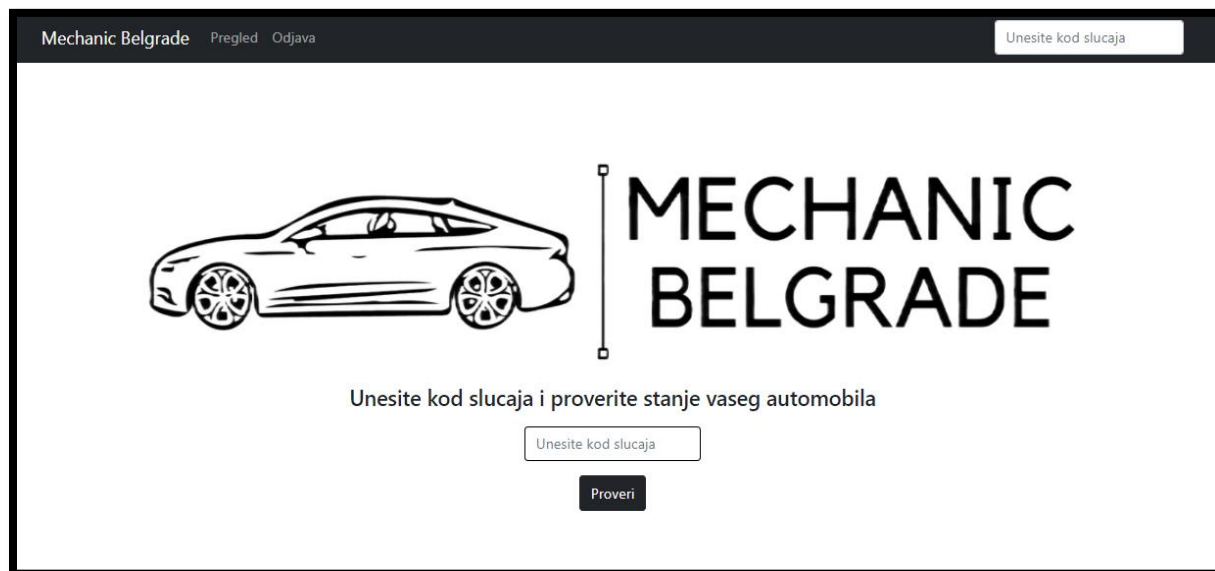 Mechanic Belgrade Pregled Odjava Unesite kod slucaja
MECHANIC
BELGRADE
Unesite kod slucaja i proverite stanje vaseg automobila
Unesite kod slucaja
Proveri